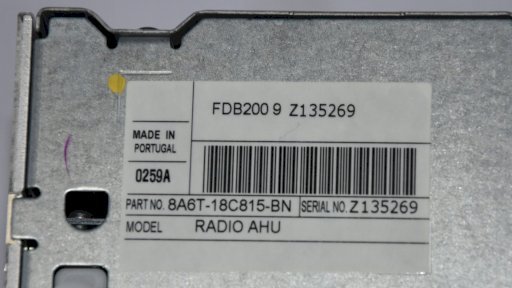 FDB200 9 Z135269
MADE IN
PORTUGAL
0259A
PART NO. 8A6T-18C815-BN SERIAL NO. Z135269
MODEL RADIO AHU